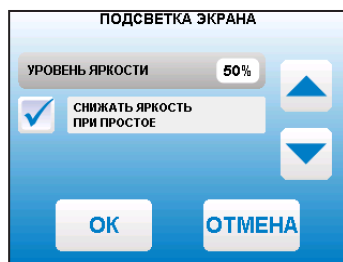 ПОДСВЕТКА ЭКРАНА
УРОВЕНЬ ЯРКОСТИ 50%
СНИЖАТЬ ЯРКОСТЬ
ПРИ ПРОСТОЕ
ОК ОТМЕНА